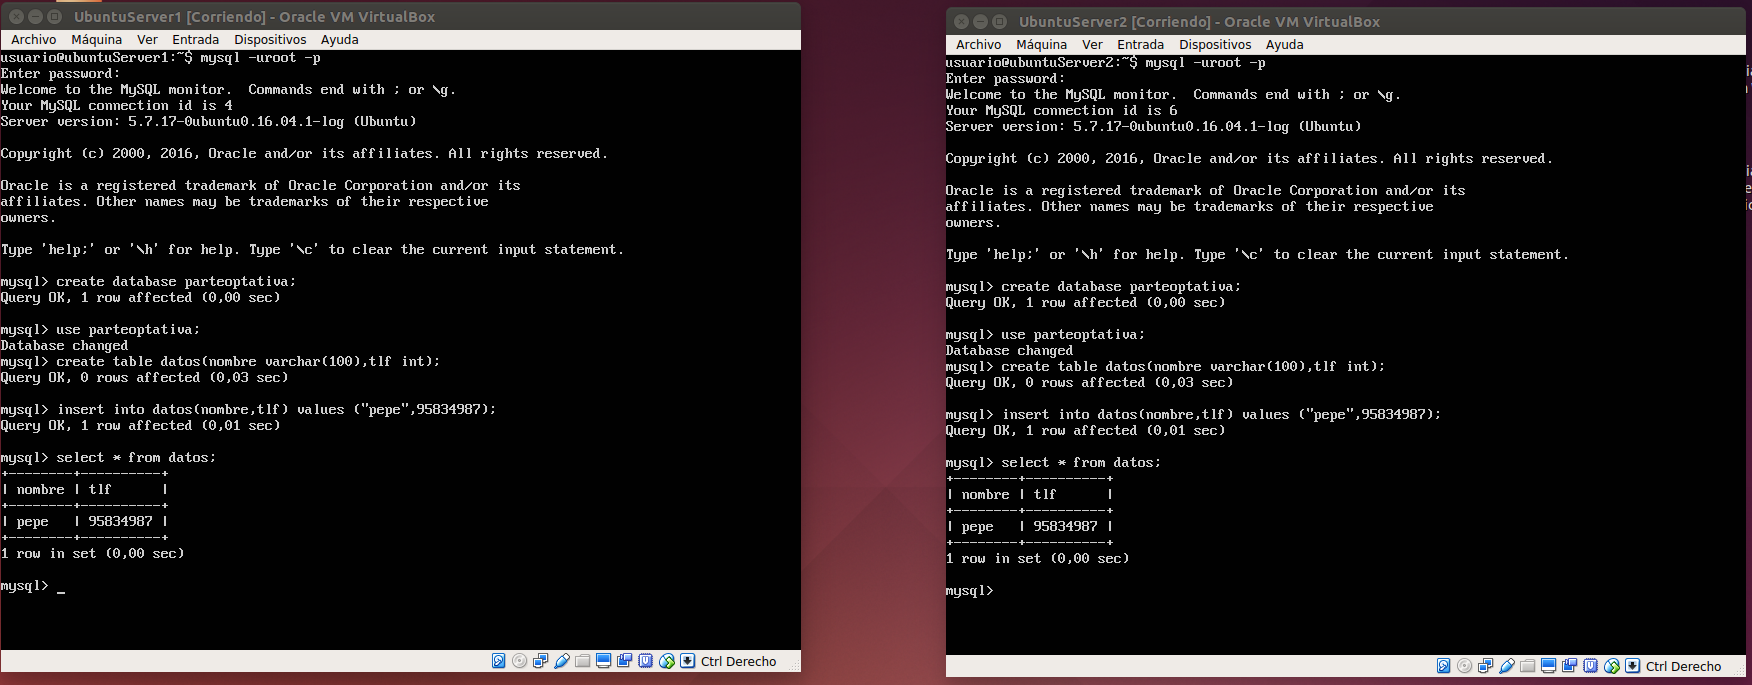 UbuntuServer1 [Corriendo] - Oracle VM VirtualBox
Archivo Máquina Ver Entrada Dispositivos Ayuda
usuario@ubuntuServer1:~$ mysql -uroot -p
Enter password:
Welcome to the MySQL monitor.  Commands end with ; or \g.
Your MySQL connection id is 4
Server version: 5.7.17-0ubuntu0.16.04.1-log (Ubuntu)
Copyright (c) 2000, 2016, Oracle and/or its affiliates. All rights reserved.
Oracle is a registered trademark of Oracle Corporation and/or its
affiliates. Other names may be trademarks of their respective
owners.
Type 'help;' or '\h' for help. Type '\c' to clear the current input statement.
mysql> create database parteoptativa;
Query OK, 1 row affected (0,00 sec)
mysql> use parteoptativa;
Database changed
mysql> create table datos(nombre varchar(100),tlf int);
Query OK, 0 rows affected (0,03 sec)
mysql> insert into datos(nombre,tlf) values ("pepe",95834987);
Query OK, 1 row affected (0,01 sec)
mysql> select * from datos;
+--------+----------+
| nombre | tlf      |
+--------+----------+
| pepe   | 95834987 |
+--------+----------+
1 row in set (0,00 sec)
mysql> _
Ctrl Derecho
UbuntuServer2 [Corriendo] - Oracle VM VirtualBox
Archivo Máquina Ver Entrada Dispositivos Ayuda
usuario@ubuntuServer2:~$ mysql -uroot -p
Enter password:
Welcome to the MySQL monitor.  Commands end with ; or \g.
Your MySQL connection id is 6
Server version: 5.7.17-0ubuntu0.16.04.1-log (Ubuntu)
Copyright (c) 2000, 2016, Oracle and/or its affiliates. All rights reserved.
Oracle is a registered trademark of Oracle Corporation and/or its
affiliates. Other names may be trademarks of their respective
owners.
Type 'help;' or '\h' for help. Type '\c' to clear the current input statement.
mysql> create database parteoptativa;
Query OK, 1 row affected (0,00 sec)
mysql> use parteoptativa;
Database changed
mysql> create table datos(nombre varchar(100),tlf int);
Query OK, 0 rows affected (0,03 sec)
mysql> insert into datos(nombre,tlf) values ("pepe",95834987);
Query OK, 1 row affected (0,01 sec)
mysql> select * from datos;
+--------+----------+
| nombre | tlf      |
+--------+----------+
| pepe   | 95834987 |
+--------+----------+
1 row in set (0,00 sec)
mysql>
Ctrl Derecho